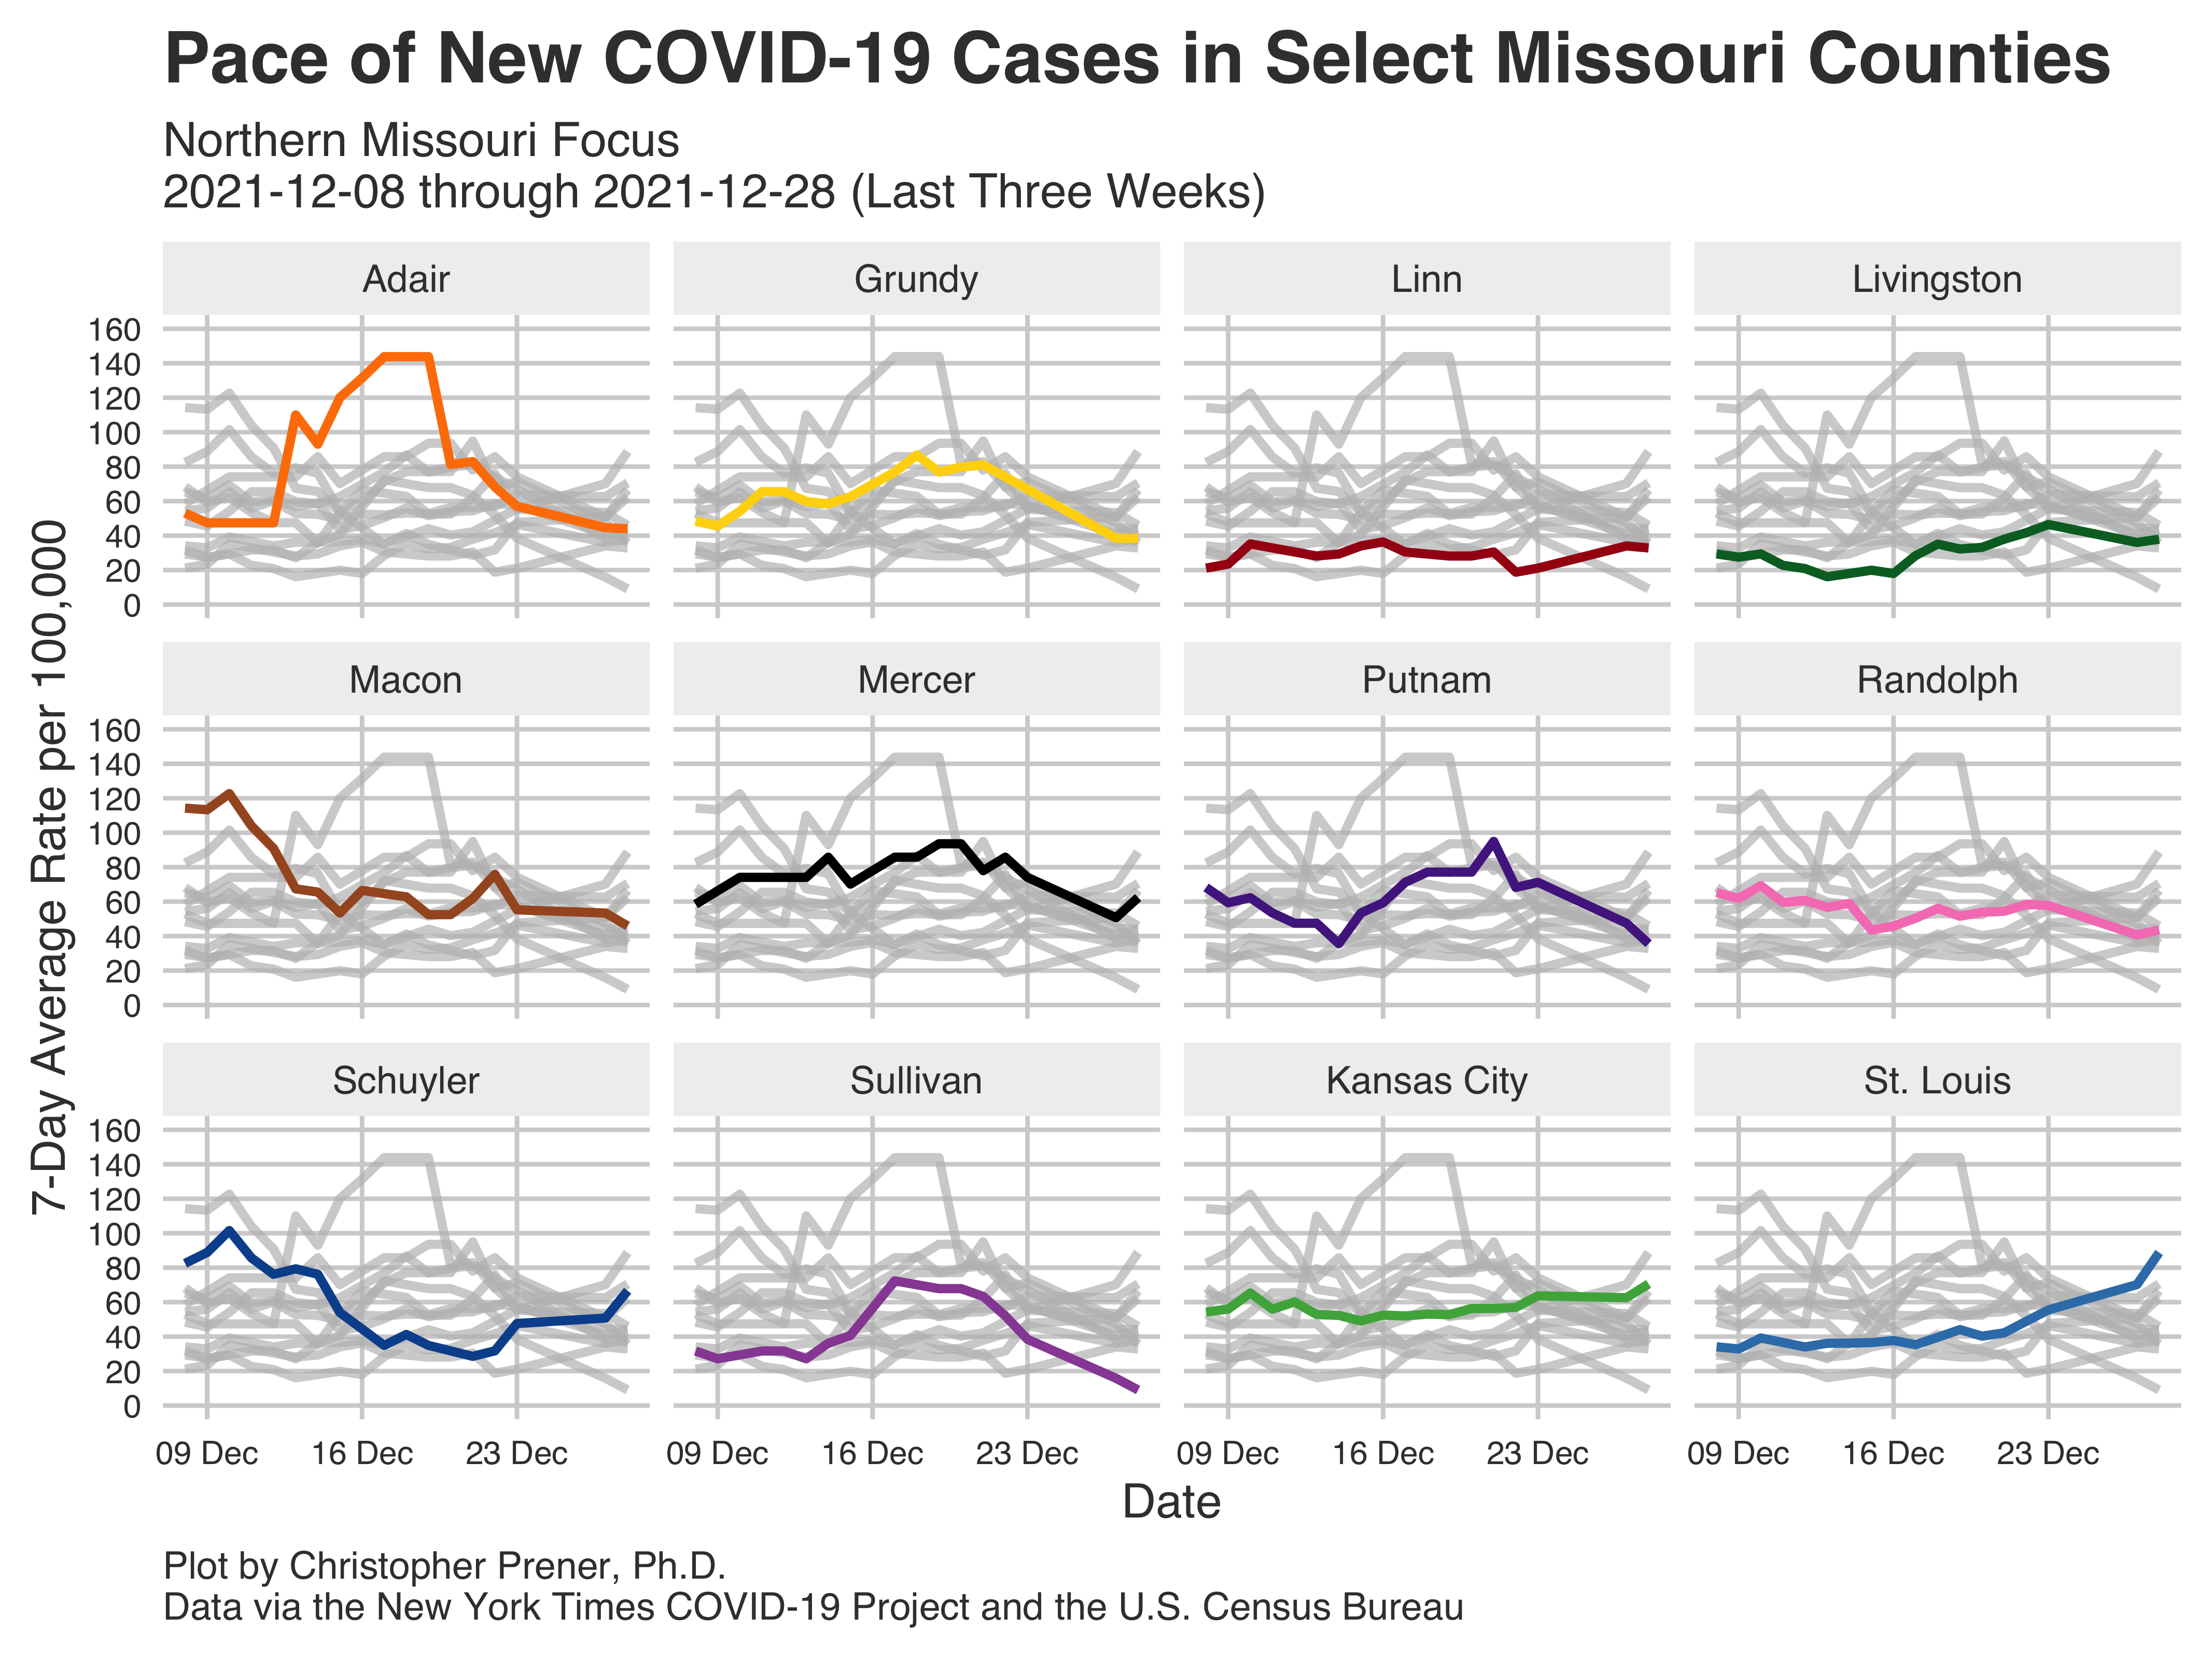 Pace of New COVID-19 Cases in Select Missouri Counties
Northern Missouri Focus
2021-12-08 through 2021-12-28 (Last Three Weeks)
7-Day Average Rate per 100,000
Adair
Grundy
Linn
Livingston
160
140
120
100
80
60
40
20
0
Macon
Mercer
Putnam
Randolph
160
140
120
100
80
60
40
20
0
Schuyler
Sullivan
Kansas City
St. Louis
160
140
120
100
80
60
40
20
0
09 Dec 16 Dec 23 Dec
09 Dec 16 Dec 23 Dec
09 Dec 16 Dec 23 Dec
09 Dec 16 Dec 23 Dec
Date
Plot by Christopher Prener, Ph.D.
Data via the New York Times COVID-19 Project and the U.S. Census Bureau